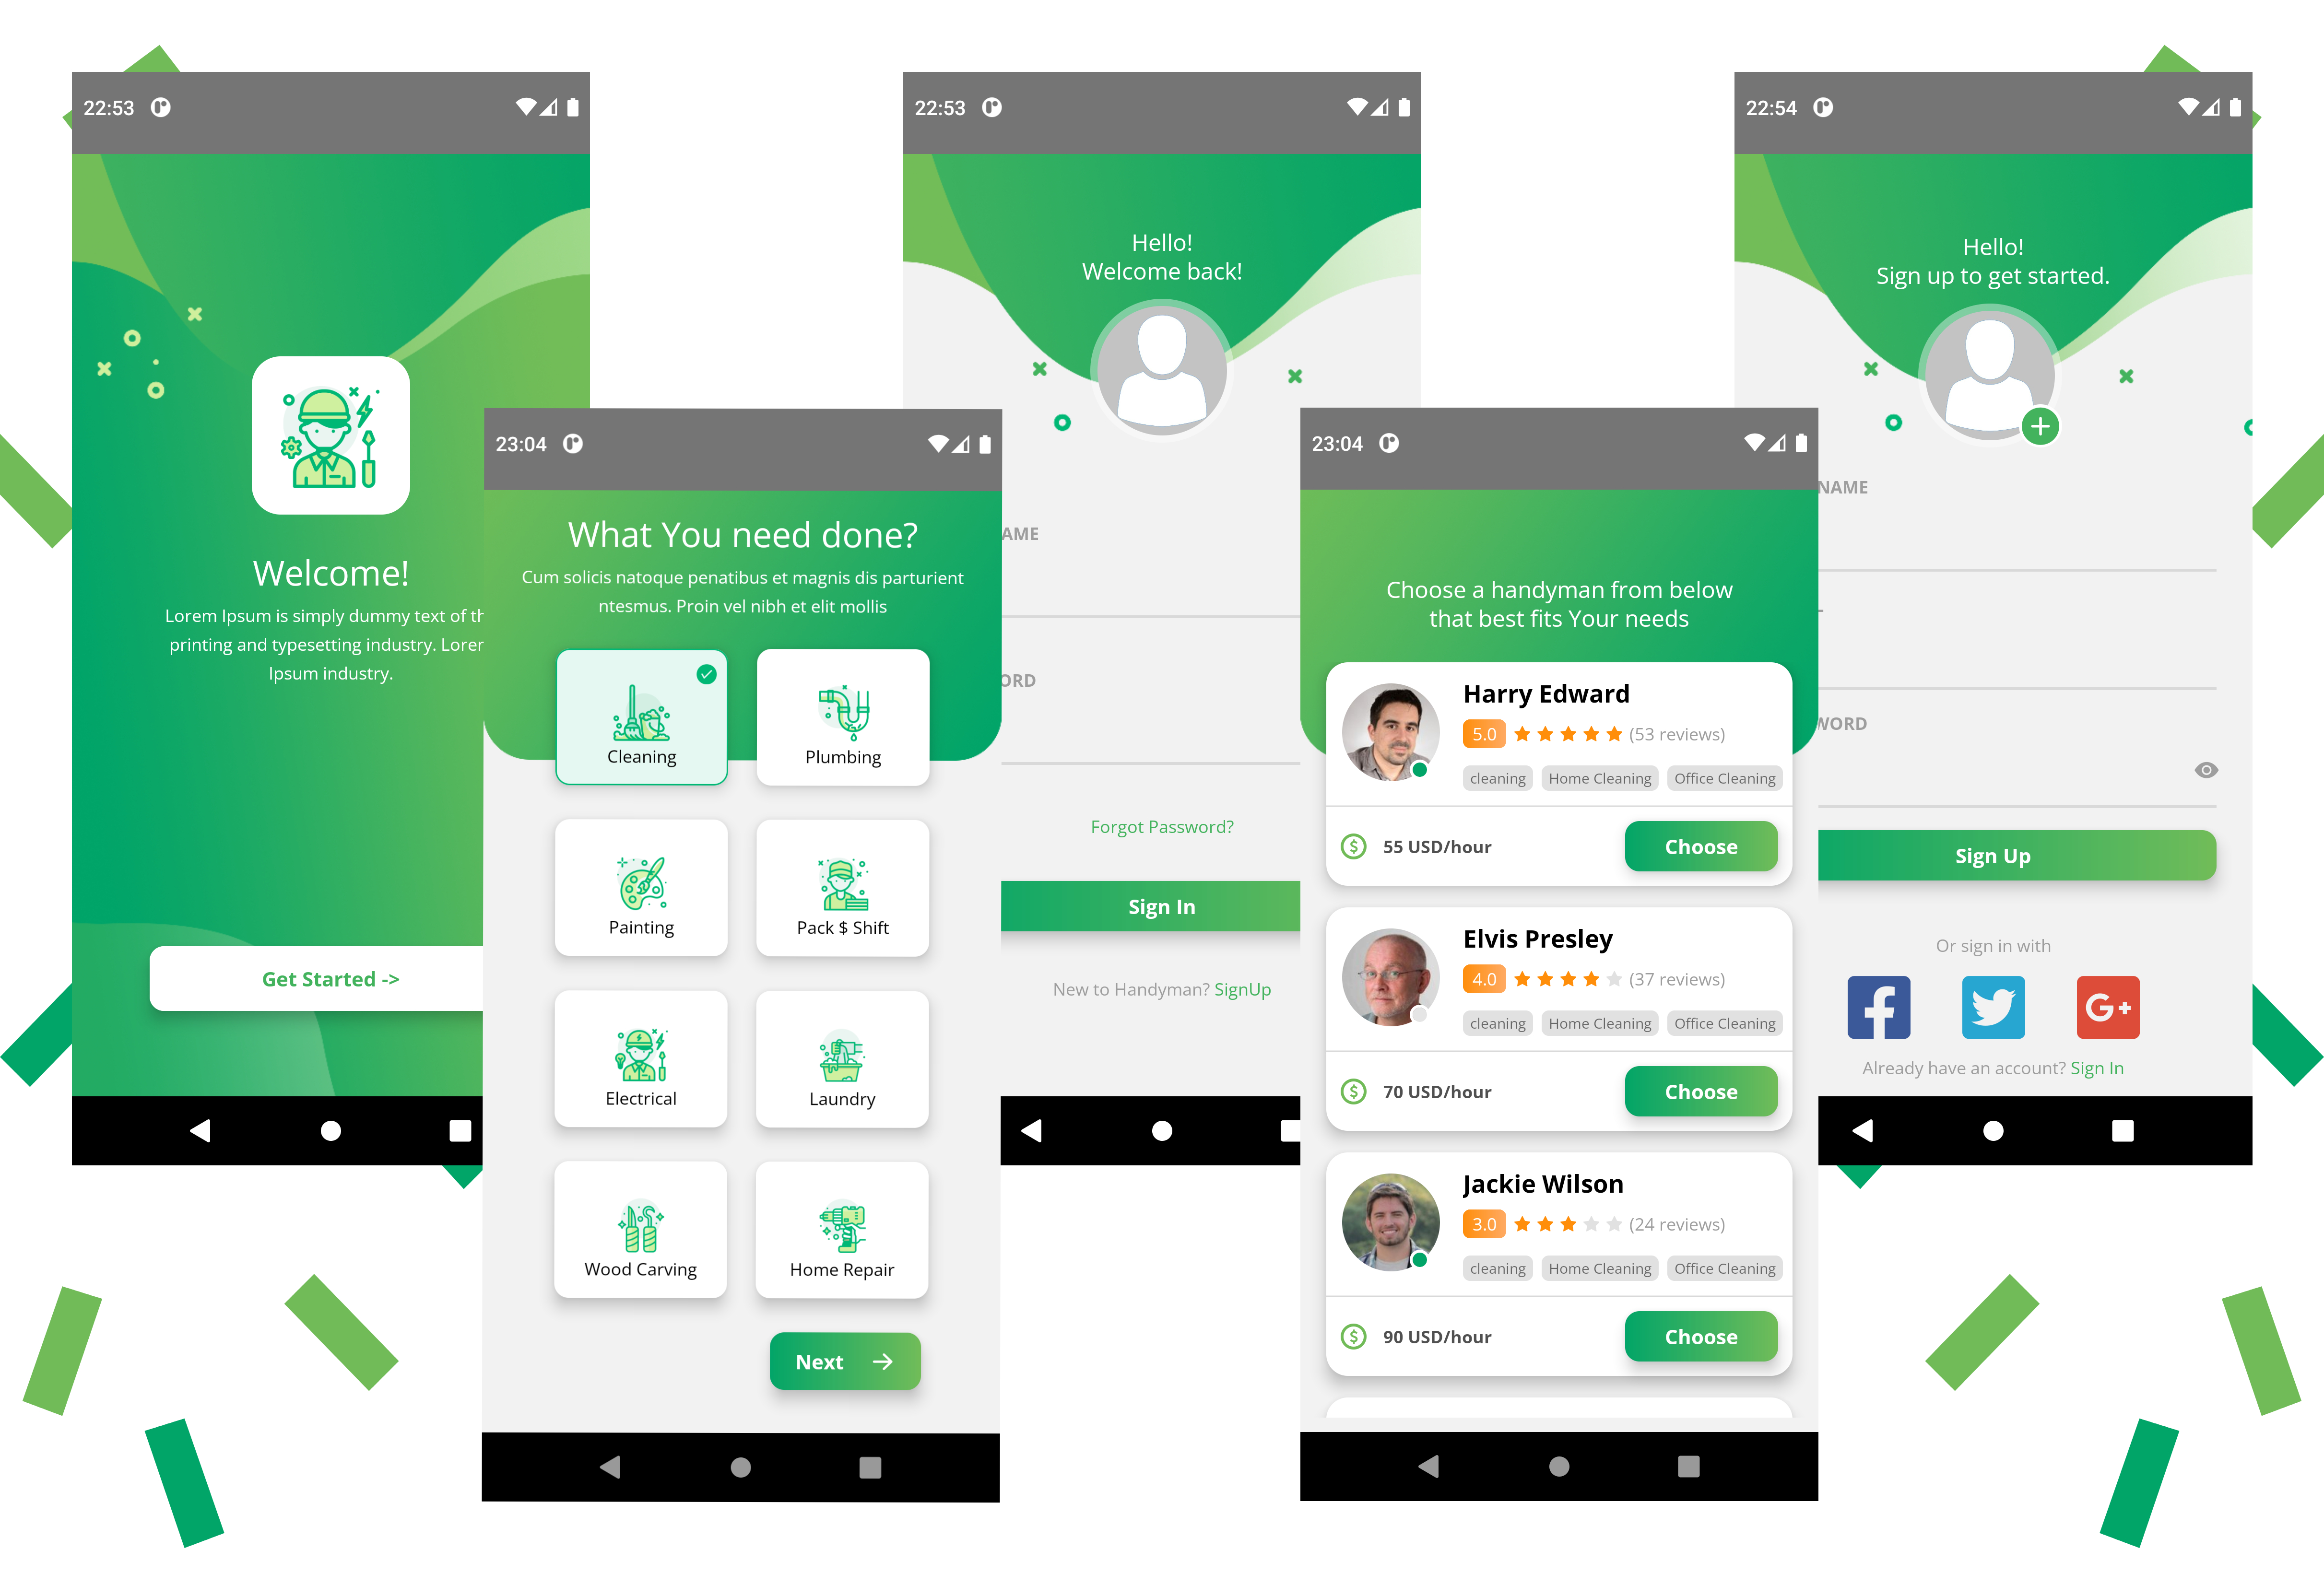 22:53
Welcome!
Lorem Ipsum is simply dummy text of th
printing and typesetting industry. Lorer
Ipsum industry.
Get Started ->
23:04
What You need done?
Cum solicis natoque penatibus et magnis dis parturient
ntesmus. Proin vel nibh et elit mollis
Cleaning
Plumbing
Painting
Pack $ Shift
Electrical
Laundry
Wood Carving
Home Repair
Next
22:53
Hello!
Welcome back!
AME
ORD
Forgot Password?
Sign In
New to Handyman? SignUp
23:04
Choose a handyman from below
that best fits Your needs
Harry Edward
5.0 (53 reviews)
cleaning Home Cleaning Office Cleaning
55 USD/hour Choose
Elvis Presley
4.0 (37 reviews)
cleaning Home Cleaning Office Cleaning
70 USD/hour Choose
Jackie Wilson
3.0 (24 reviews)
cleaning Home Cleaning Office Cleaning
90 USD/hour Choose
22:54
Hello!
Sign up to get started.
NAME
WORD
Sign Up
Or sign in with
f
G+
Already have an account? Sign In